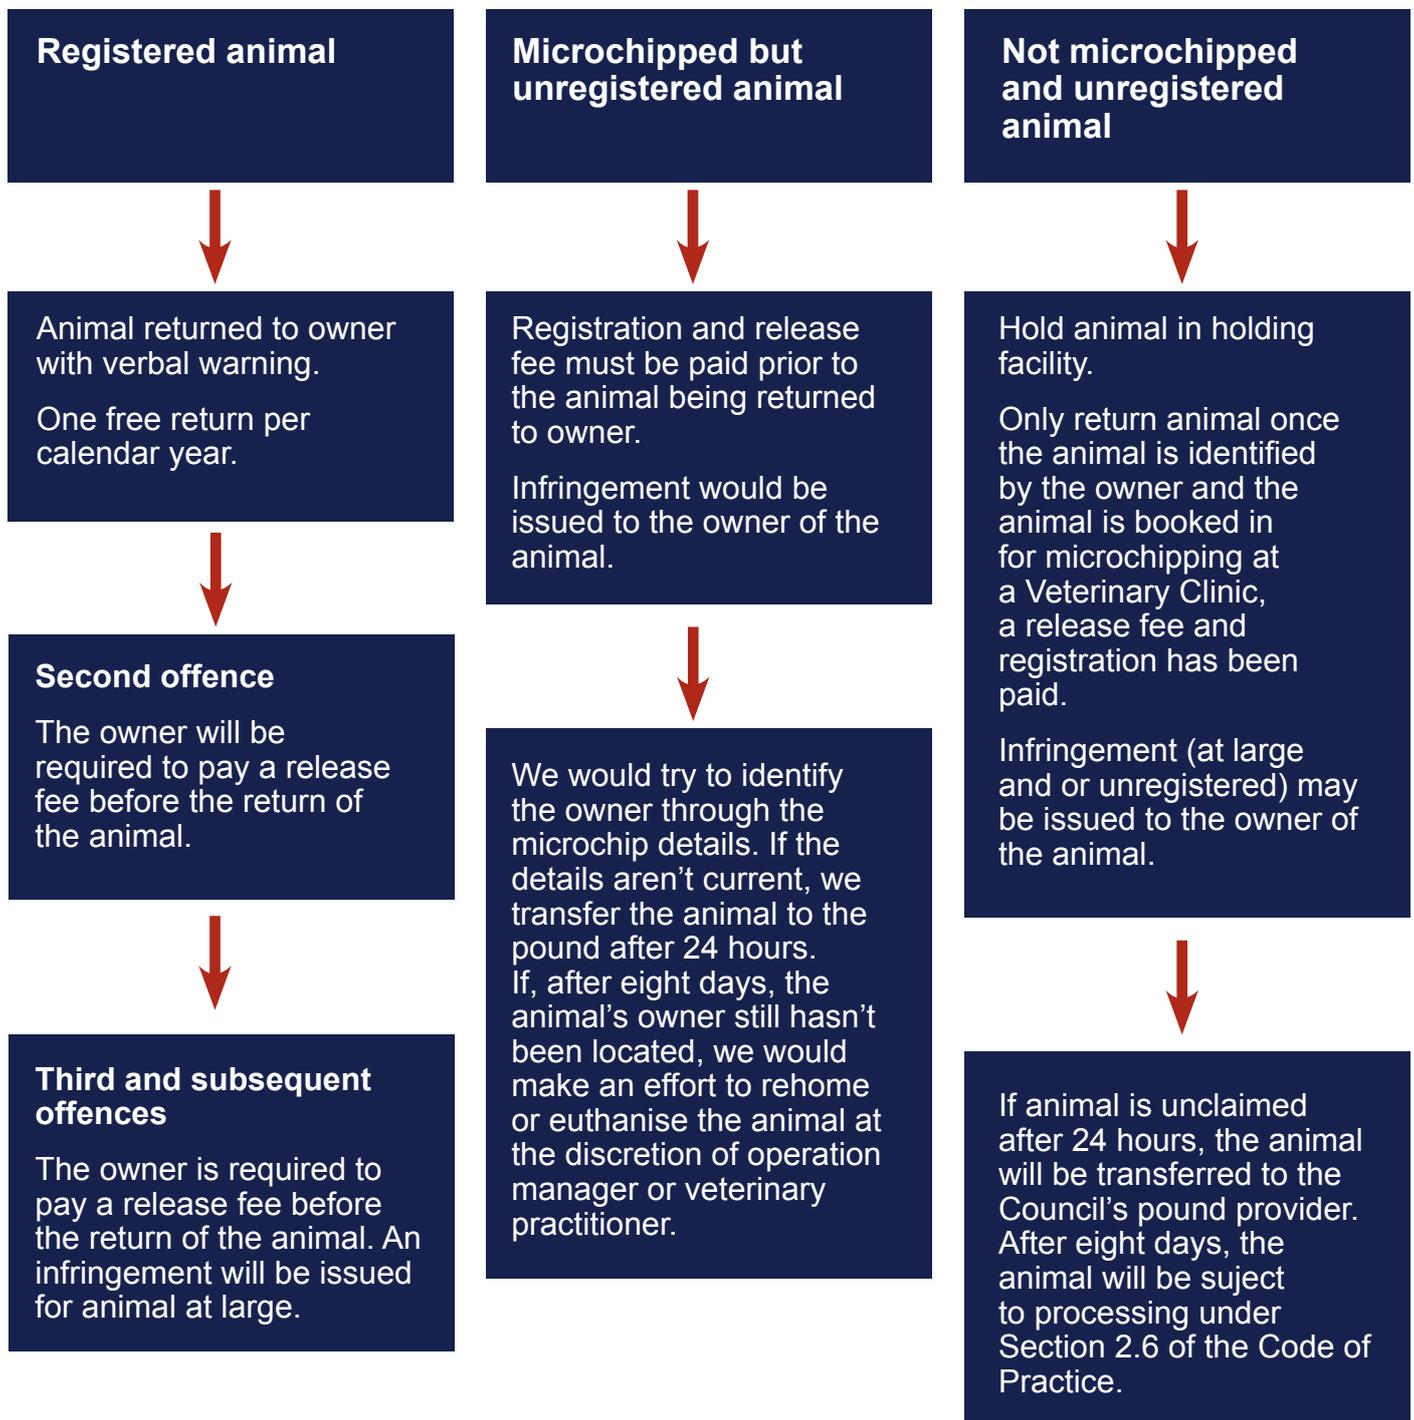 Registered animal
Animal returned to owner
with verbal warning.
One free return per
calendar year.
Second offence
The owner will be
required to pay a release
fee before the return of
the animal.
Third and subsequent
offences
The owner is required to
pay a release fee before
the return of the animal. An
infringement will be issued
for animal at large.
Microchipped but
unregistered animal
Registration and release
fee must be paid prior to
the animal being returned
to owner.
Infringement would be
issued to the owner of the
animal.
We would try to identify
the owner through the
microchip details. If the
details aren’t current, we
transfer the animal to the
pound after 24 hours.
If, after eight days, the
animal’s owner still hasn’t
been located, we would
make an effort to rehome
or euthanise the animal at
the discretion of operation
manager or veterinary
practitioner.
Not microchipped
and unregistered
animal
Hold animal in holding
facility.
Only return animal once
the animal is identified
by the owner and the
animal is booked in
for microchipping at
a Veterinary Clinic,
a release fee and
registration has been
paid.
Infringement (at large
and or unregistered) may
be issued to the owner of
the animal.
If animal is unclaimed
after 24 hours, the animal
will be transferred to the
Council’s pound provider.
After eight days, the
animal will be suject
to processing under
Section 2.6 of the Code of
Practice.